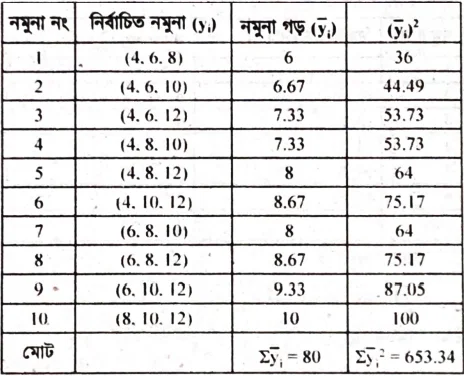 নমুনা নং নির্বাচিত নমুনা (yᵢ) নমুনা গড় (ȳᵢ) (ȳᵢ)²
1 (4. 6. 8) 6 36
2 (4. 6. 10) 6.67 44.49
3 (4. 6. 12) 7.33 53.73
4 (4. 8. 10) 7.33 53.73
5 (4. 8. 12) 8 64
6 (4. 10. 12) 8.67 75.17
7 (6. 8. 10) 8 64
8 (6. 8. 12) 8.67 75.17
9 (6. 10. 12) 9.33 87.05
10 (8. 10. 12) 10 100
মোট Σȳᵢ = 80 Σȳᵢ² = 653.34